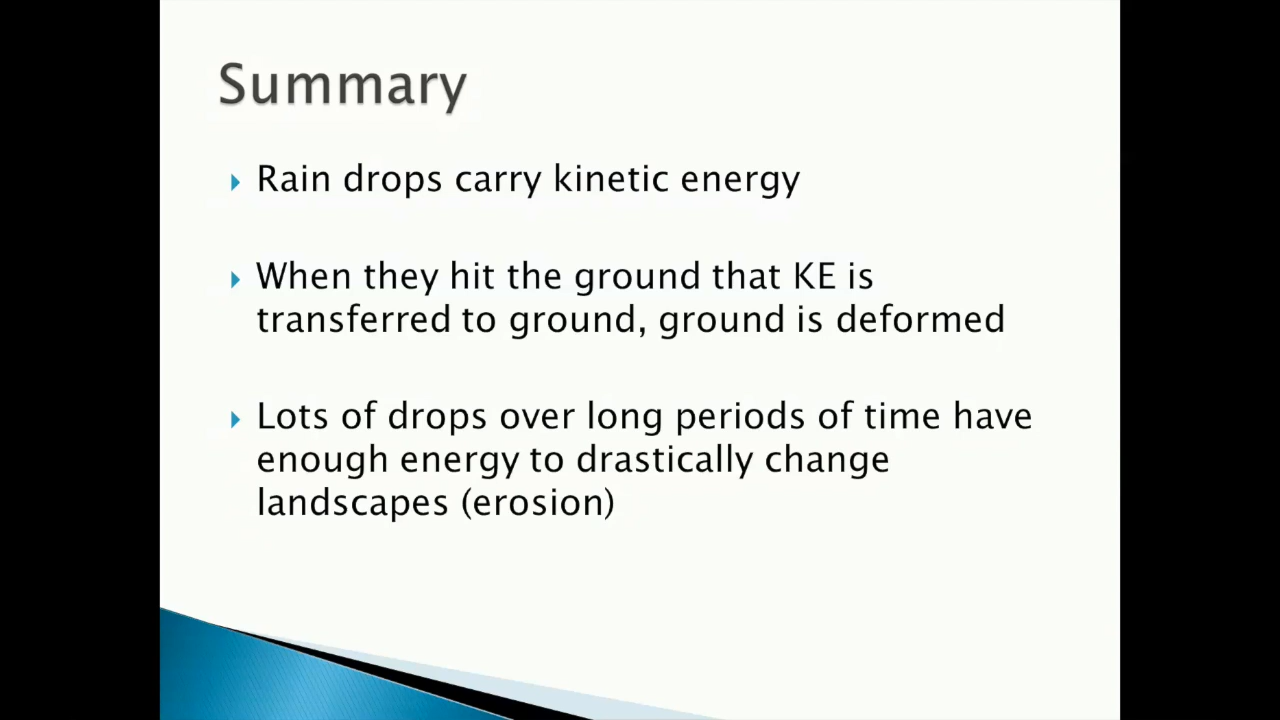 Summary
Rain drops carry kinetic energy
When they hit the ground that KE is
transferred to ground, ground is deformed
Lots of drops over long periods of time have
enough energy to drastically change
landscapes (erosion)